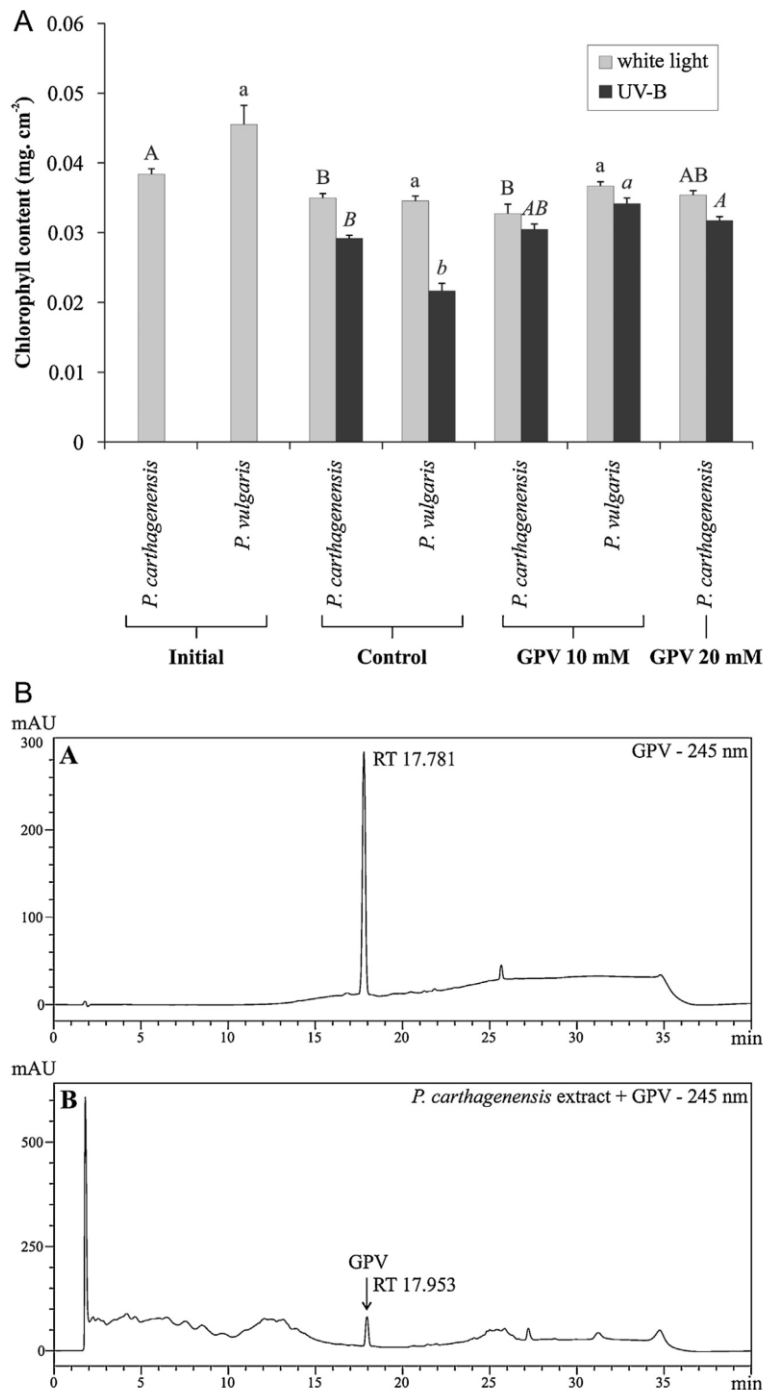 A
0.06
0.05
0.04
0.03
0.02
0.01
0
Chlorophyll content (mg. cm⁻²)
white light
UV-B
A
a
B
B
a
b
B
AB
a
a
AB
A
P. carthagenensis
P. vulgaris
P. carthagenensis
P. vulgaris
P. carthagenensis
P. vulgaris
P. carthagenensis
Initial
Control
GPV 10 mM
GPV 20 mM
B
mAU
300
200
100
0
A
RT 17.781
GPV - 245 nm
0 5 10 15 20 25 30 35 min
mAU
500
250
0
B
P. carthagenensis extract + GPV - 245 nm
GPV
RT 17.953
0 5 10 15 20 25 30 35 min